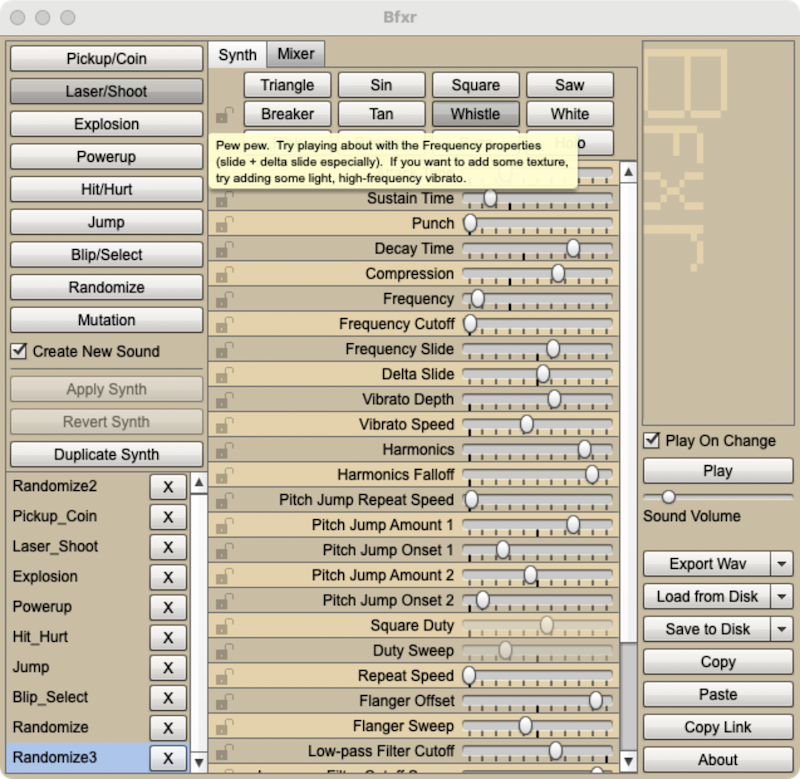 Bfxr
Pickup/Coin
Laser/Shoot
Explosion
Powerup
Hit/Hurt
Jump
Blip/Select
Randomize
Mutation
Create New Sound
Apply Synth
Revert Synth
Duplicate Synth
Randomize2 X
Pickup_Coin X
Laser_Shoot X
Explosion X
Powerup X
Hit_Hurt X
Jump X
Blip_Select X
Randomize X
Randomize3 X
Synth Mixer
Triangle Sin Square Saw
Breaker Tan Whistle White
Pew pew. Try playing about with the Frequency properties
(slide + delta slide especially). If you want to add some texture,
try adding some light, high-frequency vibrato.
Sustain Time
Punch
Decay Time
Compression
Frequency
Frequency Cutoff
Frequency Slide
Delta Slide
Vibrato Depth
Vibrato Speed
Harmonics
Harmonics Falloff
Pitch Jump Repeat Speed
Pitch Jump Amount 1
Pitch Jump Onset 1
Pitch Jump Amount 2
Pitch Jump Onset 2
Square Duty
Duty Sweep
Repeat Speed
Flanger Offset
Flanger Sweep
Low-pass Filter Cutoff
Bfxr
Play On Change
Play
Sound Volume
Export Wav
Load from Disk
Save to Disk
Copy
Paste
Copy Link
About